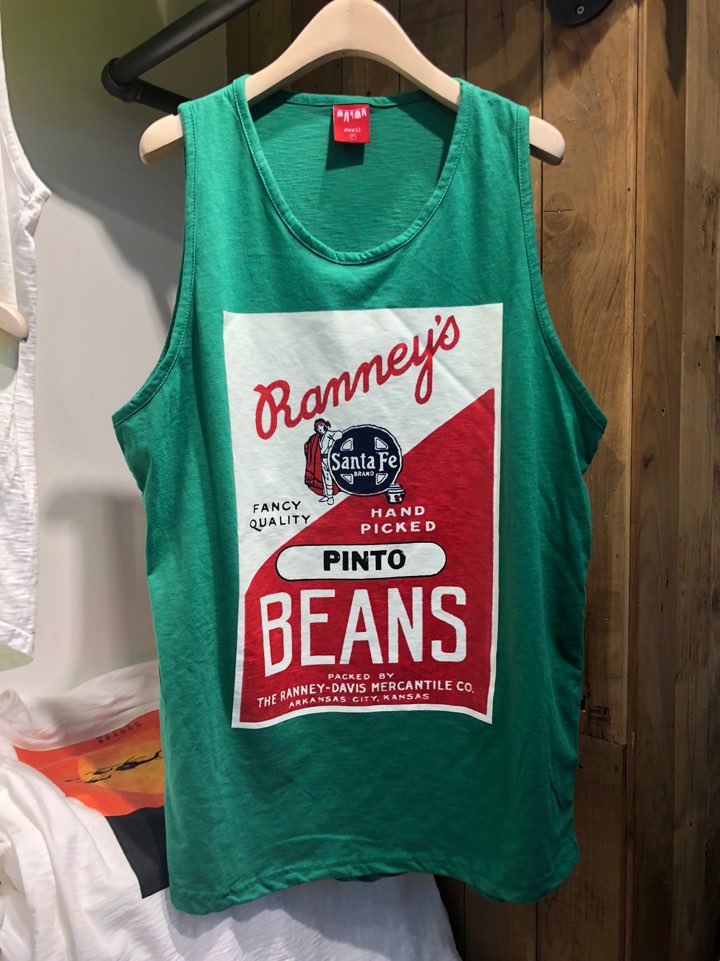 dwell
Ranney's
Santa Fe
BRAND
FANCY
QUALITY
HAND
PICKED
PINTO
BEANS
PACKED BY
THE RANNEY-DAVIS MERCANTILE CO.
ARKANSAS CITY, KANSAS